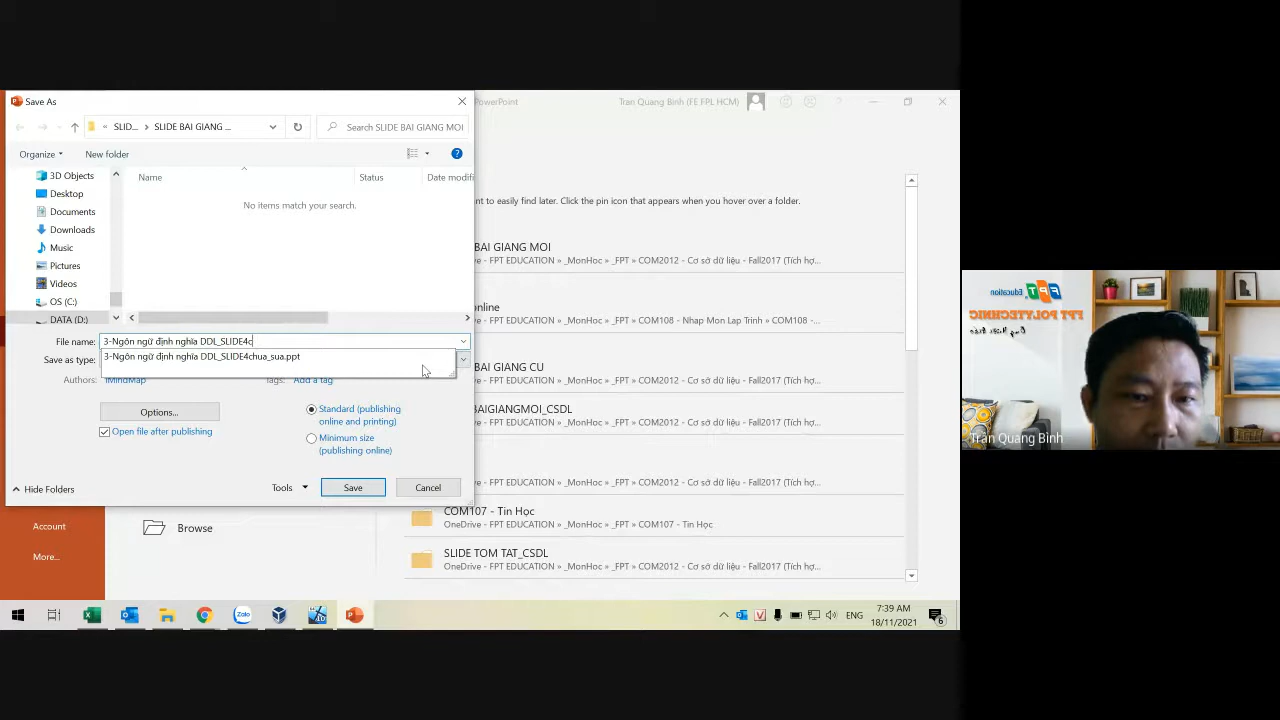 Save As
PowerPoint
Tran Quang Binh (FE FPL HCM)
SLID...
SLIDE BAI GIANG ...
Search SLIDE BAI GIANG MOI
Organize
New folder
3D Objects
Desktop
Documents
Downloads
Music
Pictures
Videos
OS (C:)
DATA (D:)
Name
Status
Date modifi
No items match your search.
File name:
3-Ngôn ngữ định nghĩa DDL_SLIDE4c
3-Ngôn ngữ định nghĩa DDL_SLIDE4chua_sua.ppt
Save as type:
Authors:
iMindMap
Tags:
Add a tag
Options...
Open file after publishing
Standard (publishing
online and printing)
Minimum size
(publishing online)
Hide Folders
Tools
Save
Cancel
nt to easily find later. Click the pin icon that appears when you hover over a folder.
BAI GIANG MOI
- FPT EDUCATION » _MonHoc » _FPT » COM2012 - Cơ sở dữ liệu - Fall2017 (Tích hợ...
online
- FPT EDUCATION » _MonHoc » _FPT » COM108 - Nhap Mon Lap Trinh » COM108 -...
BAI GIANG CU
- FPT EDUCATION » _MonHoc » _FPT » COM2012 - Cơ sở dữ liệu - Fall2017 (Tích hợ...
BAIGIANGMOI_CSDL
- FPT EDUCATION » _MonHoc » _FPT » COM2012 - Cơ sở dữ liệu - Fall2017 (Tích hợ...
- FPT EDUCATION » _MonHoc » _FPT » COM2012 - Cơ sở dữ liệu - Fall2017 (Tích hợ...
COM107 - Tin Học
OneDrive - FPT EDUCATION » _MonHoc » _FPT » COM107 - Tin Học
SLIDE TOM TAT_CSDL
OneDrive - FPT EDUCATION » _MonHoc » _FPT » COM2012 - Cơ sở dữ liệu - Fall2017 (Tích hợ...
Account
More...
Browse
Zalo
ENG
7:39 AM
18/11/2021
6
FPT Education
FPT POLYTECHNIC
Tran Quang Binh